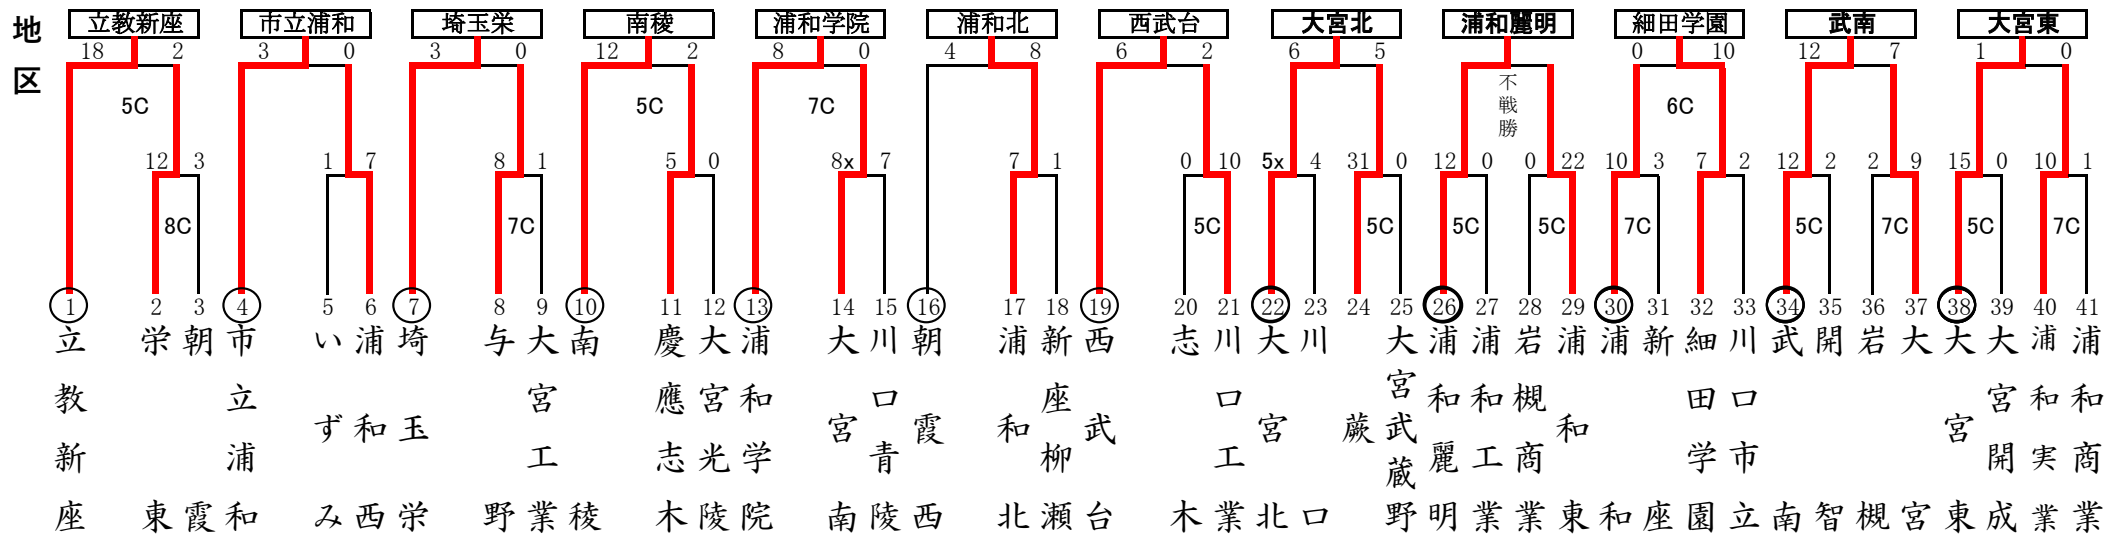 地区
立教新座 市立浦和 埼玉栄 南稜 浦和学院 浦和北 西武台 大宮北 浦和麗明 細田学園 武南 大宮東
18 2 3 0 3 0 12 2 8 0 4 8 6 2 6 5 0 10 12 7 1 0
不戦勝
5C 5C 7C 6C
12 3 1 7 8 1 5 0 8x 7 7 1 0 10 5x 4 31 0 12 0 0 22 10 3 7 2 12 2 2 9 15 0 10 1
8C 7C 5C 5C 5C 5C 7C 5C 7C 5C 7C
1 2 3 4 5 6 7 8 9 10 11 12 13 14 15 16 17 18 19 20 21 22 23 24 25 26 27 28 29 30 31 32 33 34 35 36 37 38 39 40 41
立教新座
栄東
朝霞
市立浦和
いずみ
浦和西
埼玉栄
与野
大宮工業
南稜
慶應志木
大宮光陵
浦和学院
大宮南
川口青陵
朝霞西
浦和北
新座柳瀬
西武台
志木
川口工業
大宮北
川口
蕨
大宮武蔵野
浦和麗明
浦和工業
岩槻商業
浦和東
浦和
新座
細田学園
川口市立
武南
開智
岩槻
大宮
大宮東
大宮開成
浦和実業
浦和商業